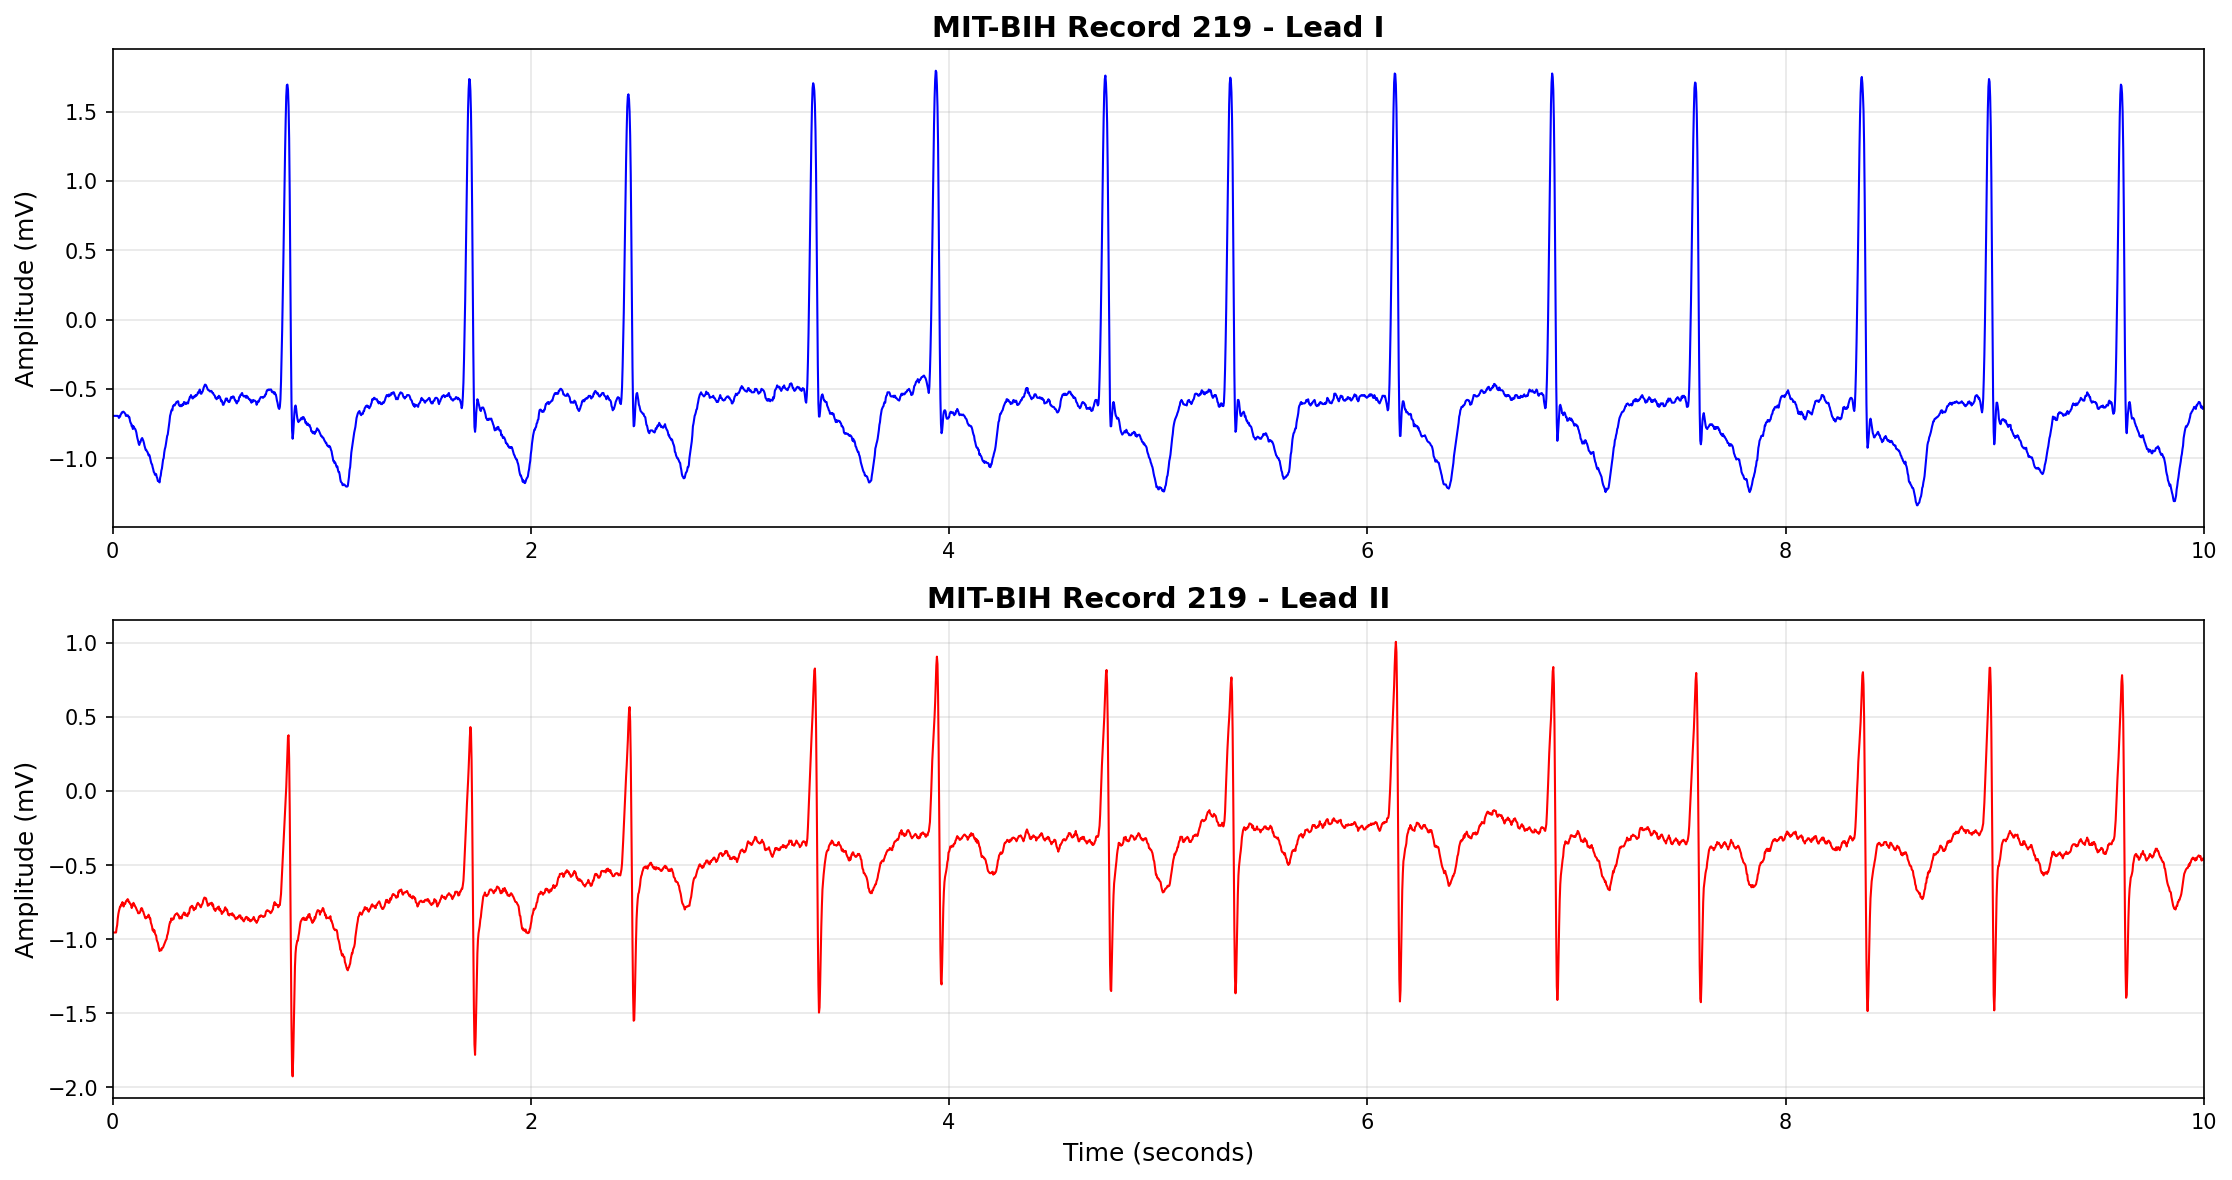 MIT-BIH Record 219 - Lead I
Amplitude (mV)
1.5
1.0
0.5
0.0
−0.5
−1.0
0 2 4 6 8 10
MIT-BIH Record 219 - Lead II
Amplitude (mV)
1.0
0.5
0.0
−0.5
−1.0
−1.5
−2.0
0 2 4 6 8 10
Time (seconds)